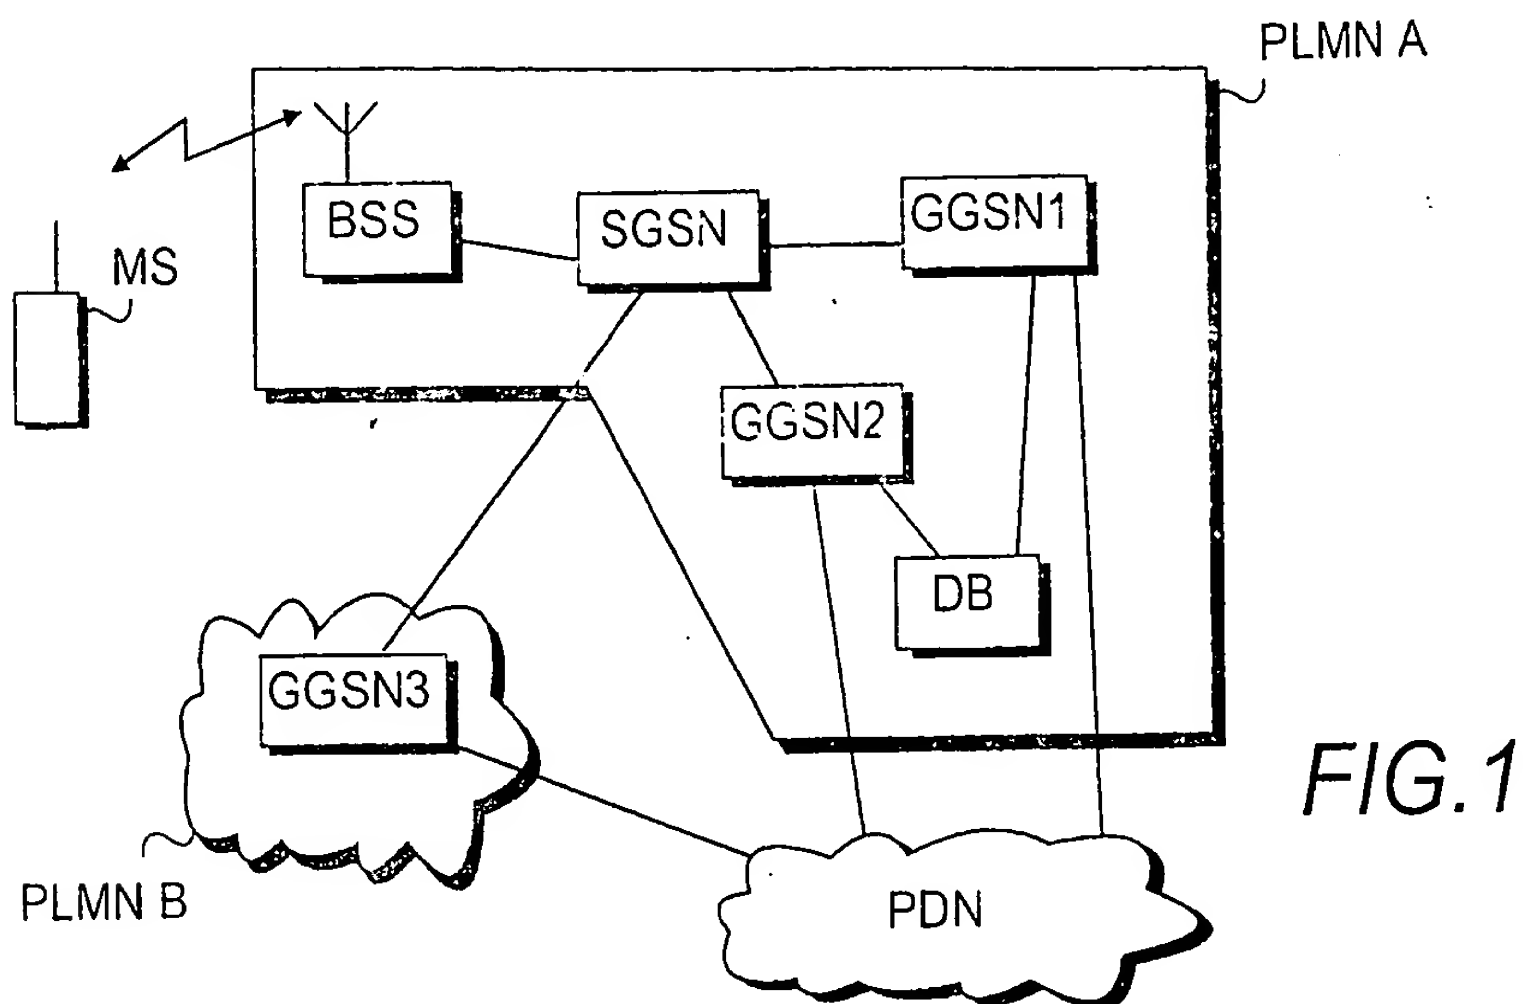 PLMN A
BSS
SGSN
GGSN1
MS
GGSN2
DB
GGSN3
FIG.1
PLMN B
PDN